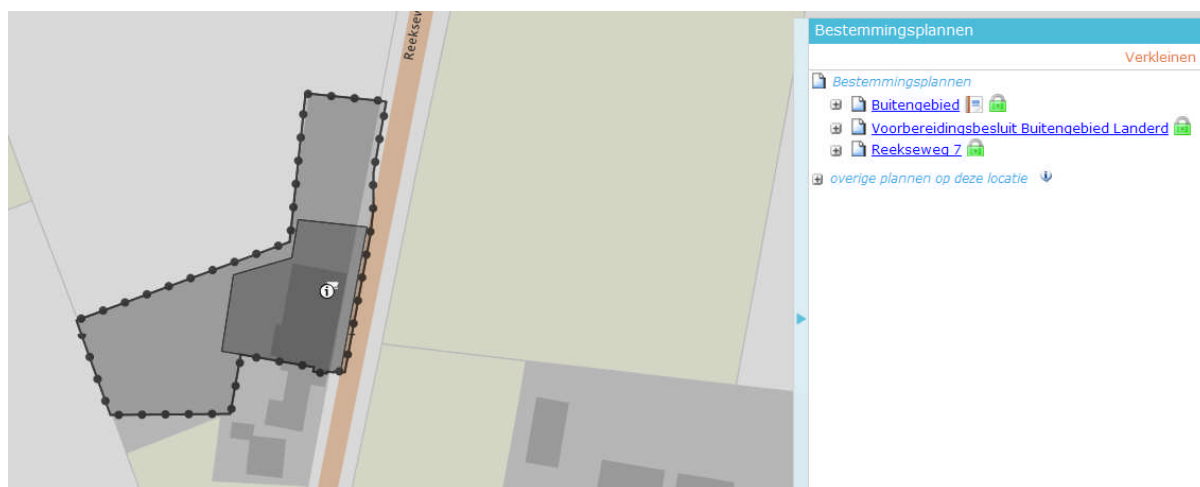 Reeksew
Bestemmingsplannen
Verkleinen
Bestemmingsplannen
Buitengebied
Voorbereidingsbesluit Buitengebied Landerd
Reekseweg 7
overige plannen op deze locatie